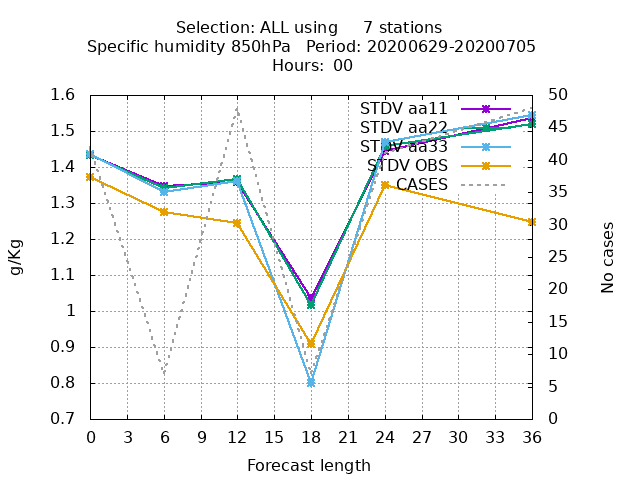 Selection: ALL using     7 stations
Specific humidity 850hPa   Period: 20200629-20200705
Hours:  00
STDV aa11
STDV aa22
STDV aa33
STDV OBS
CASES
g/Kg
1.6
1.5
1.4
1.3
1.2
1.1
1
0.9
0.8
0.7
50
45
40
35
30
25
20
15
10
5
0
No cases
0 3 6 9 12 15 18 21 24 27 30 33 36
Forecast length